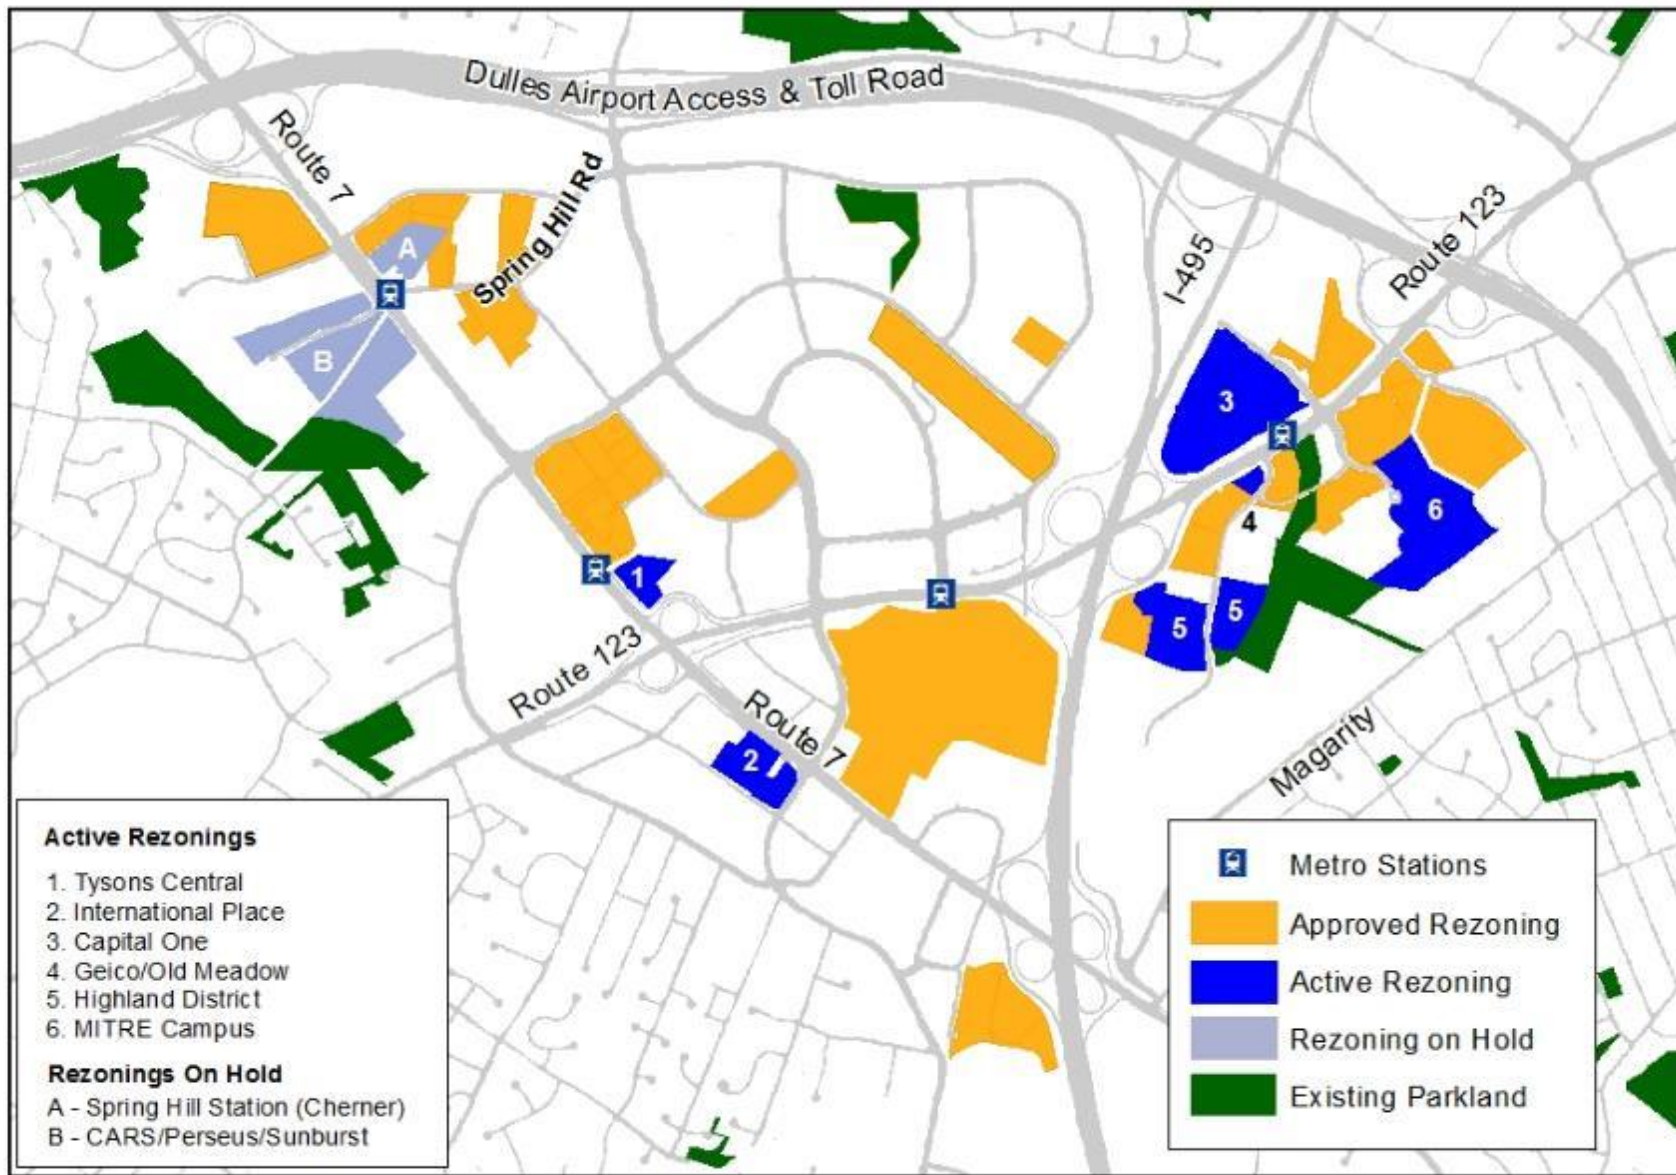 Dulles Airport Access & Toll Road
Route 7
Spring Hill Rd
A
B
I-495
Route 123
3
4
6
5
5
1
Route 123
Route 7
2
Magarity
Active Rezonings
1. Tysons Central
2. International Place
3. Capital One
4. Geico/Old Meadow
5. Highland District
6. MITRE Campus
Rezonings On Hold
A - Spring Hill Station (Cherner)
B - CARS/Perseus/Sunburst
Metro Stations
Approved Rezoning
Active Rezoning
Rezoning on Hold
Existing Parkland